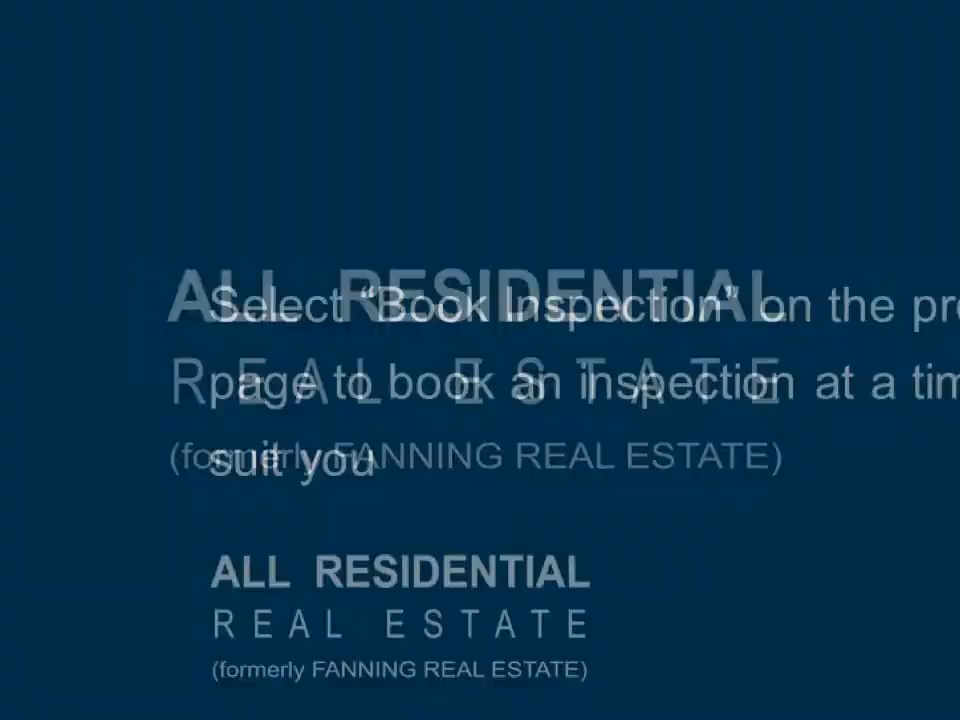 ALL RESIDENTIAL
Select “Book Inspection” on the
REAL ESTATE
page to book an inspection at a
(formerly FANNING REAL ESTATE)
suit you
ALL RESIDENTIAL
REAL ESTATE
(formerly FANNING REAL ESTATE)